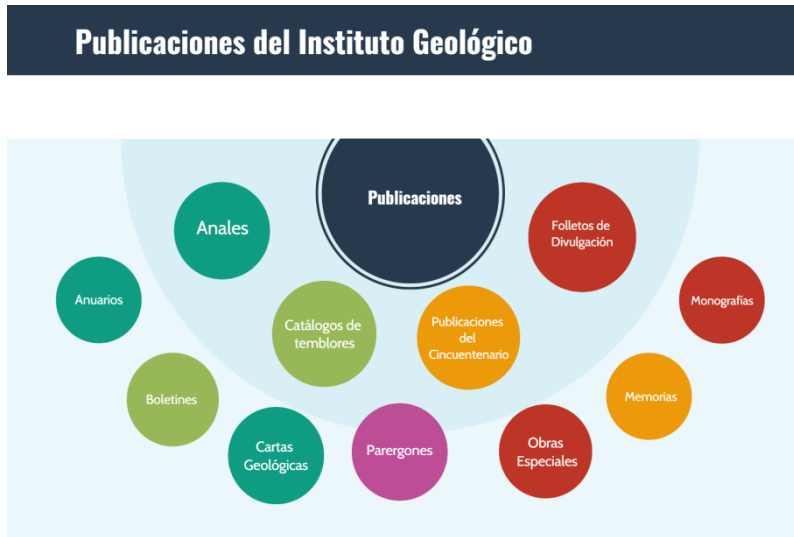 Publicaciones del Instituto Geológico
Publicaciones
Anales
Folletos de
Divulgación
Anuarios
Monografías
Catálogos de
temblores
Publicaciones
del
Cincuentenario
Boletines
Memorias
Cartas
Geológicas
Parergones
Obras
Especiales